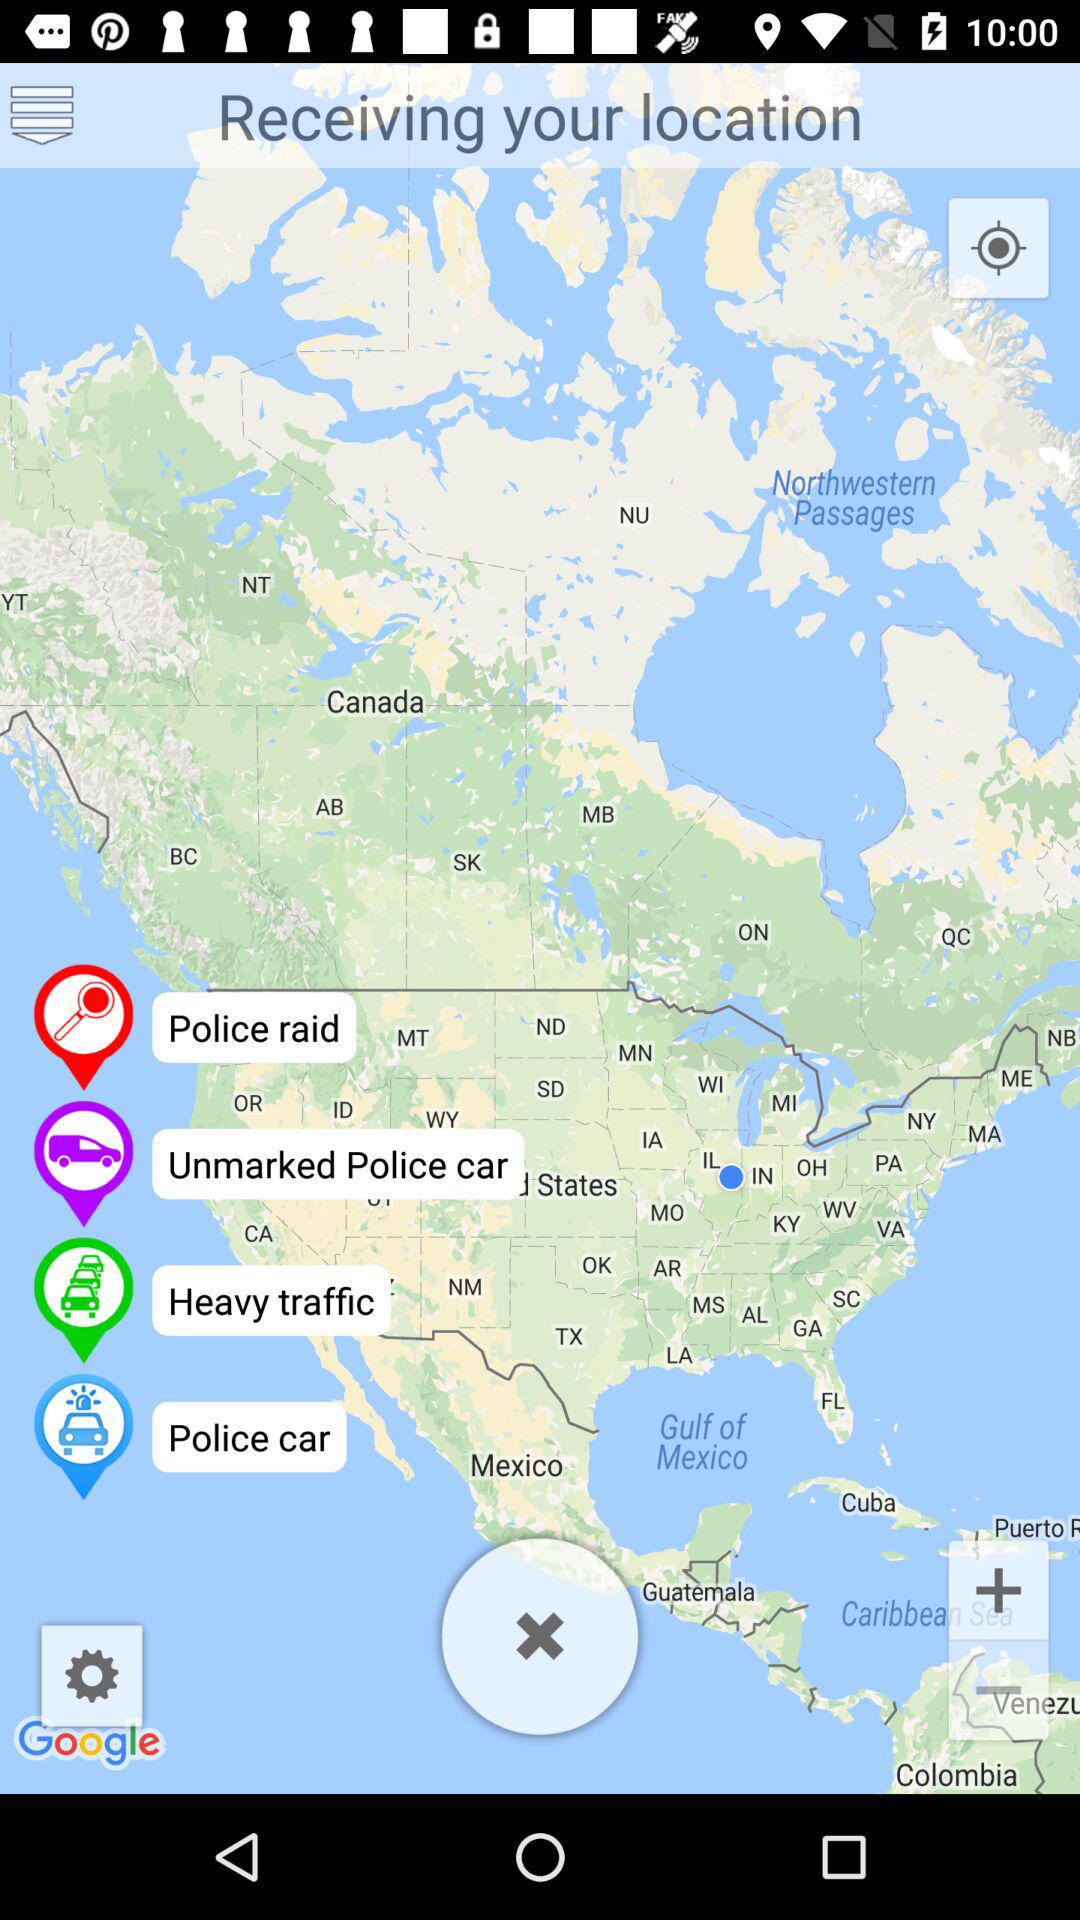 FAKE
10:00
Receiving your location
Northwestern
Passages
NU
NT
YT
Canada
AB
MB
BC
SK
ON
QC
Police raid
MT
ND
MN
NB
WI
ME
SD
MI
OR
ID
WY
NY
MA
IA
Unmarked Police car
IL
IN
OH
PA
d States
UT
MO
WV
KY
VA
CA
OK
AR
NM
Heavy traffic
MS
AL
SC
GA
TX
LA
FL
Police car
Gulf of
Mexico
Mexico
Cuba
Puerto R
Guatemala
Caribbean Sea
Venezu
Google
Colombia